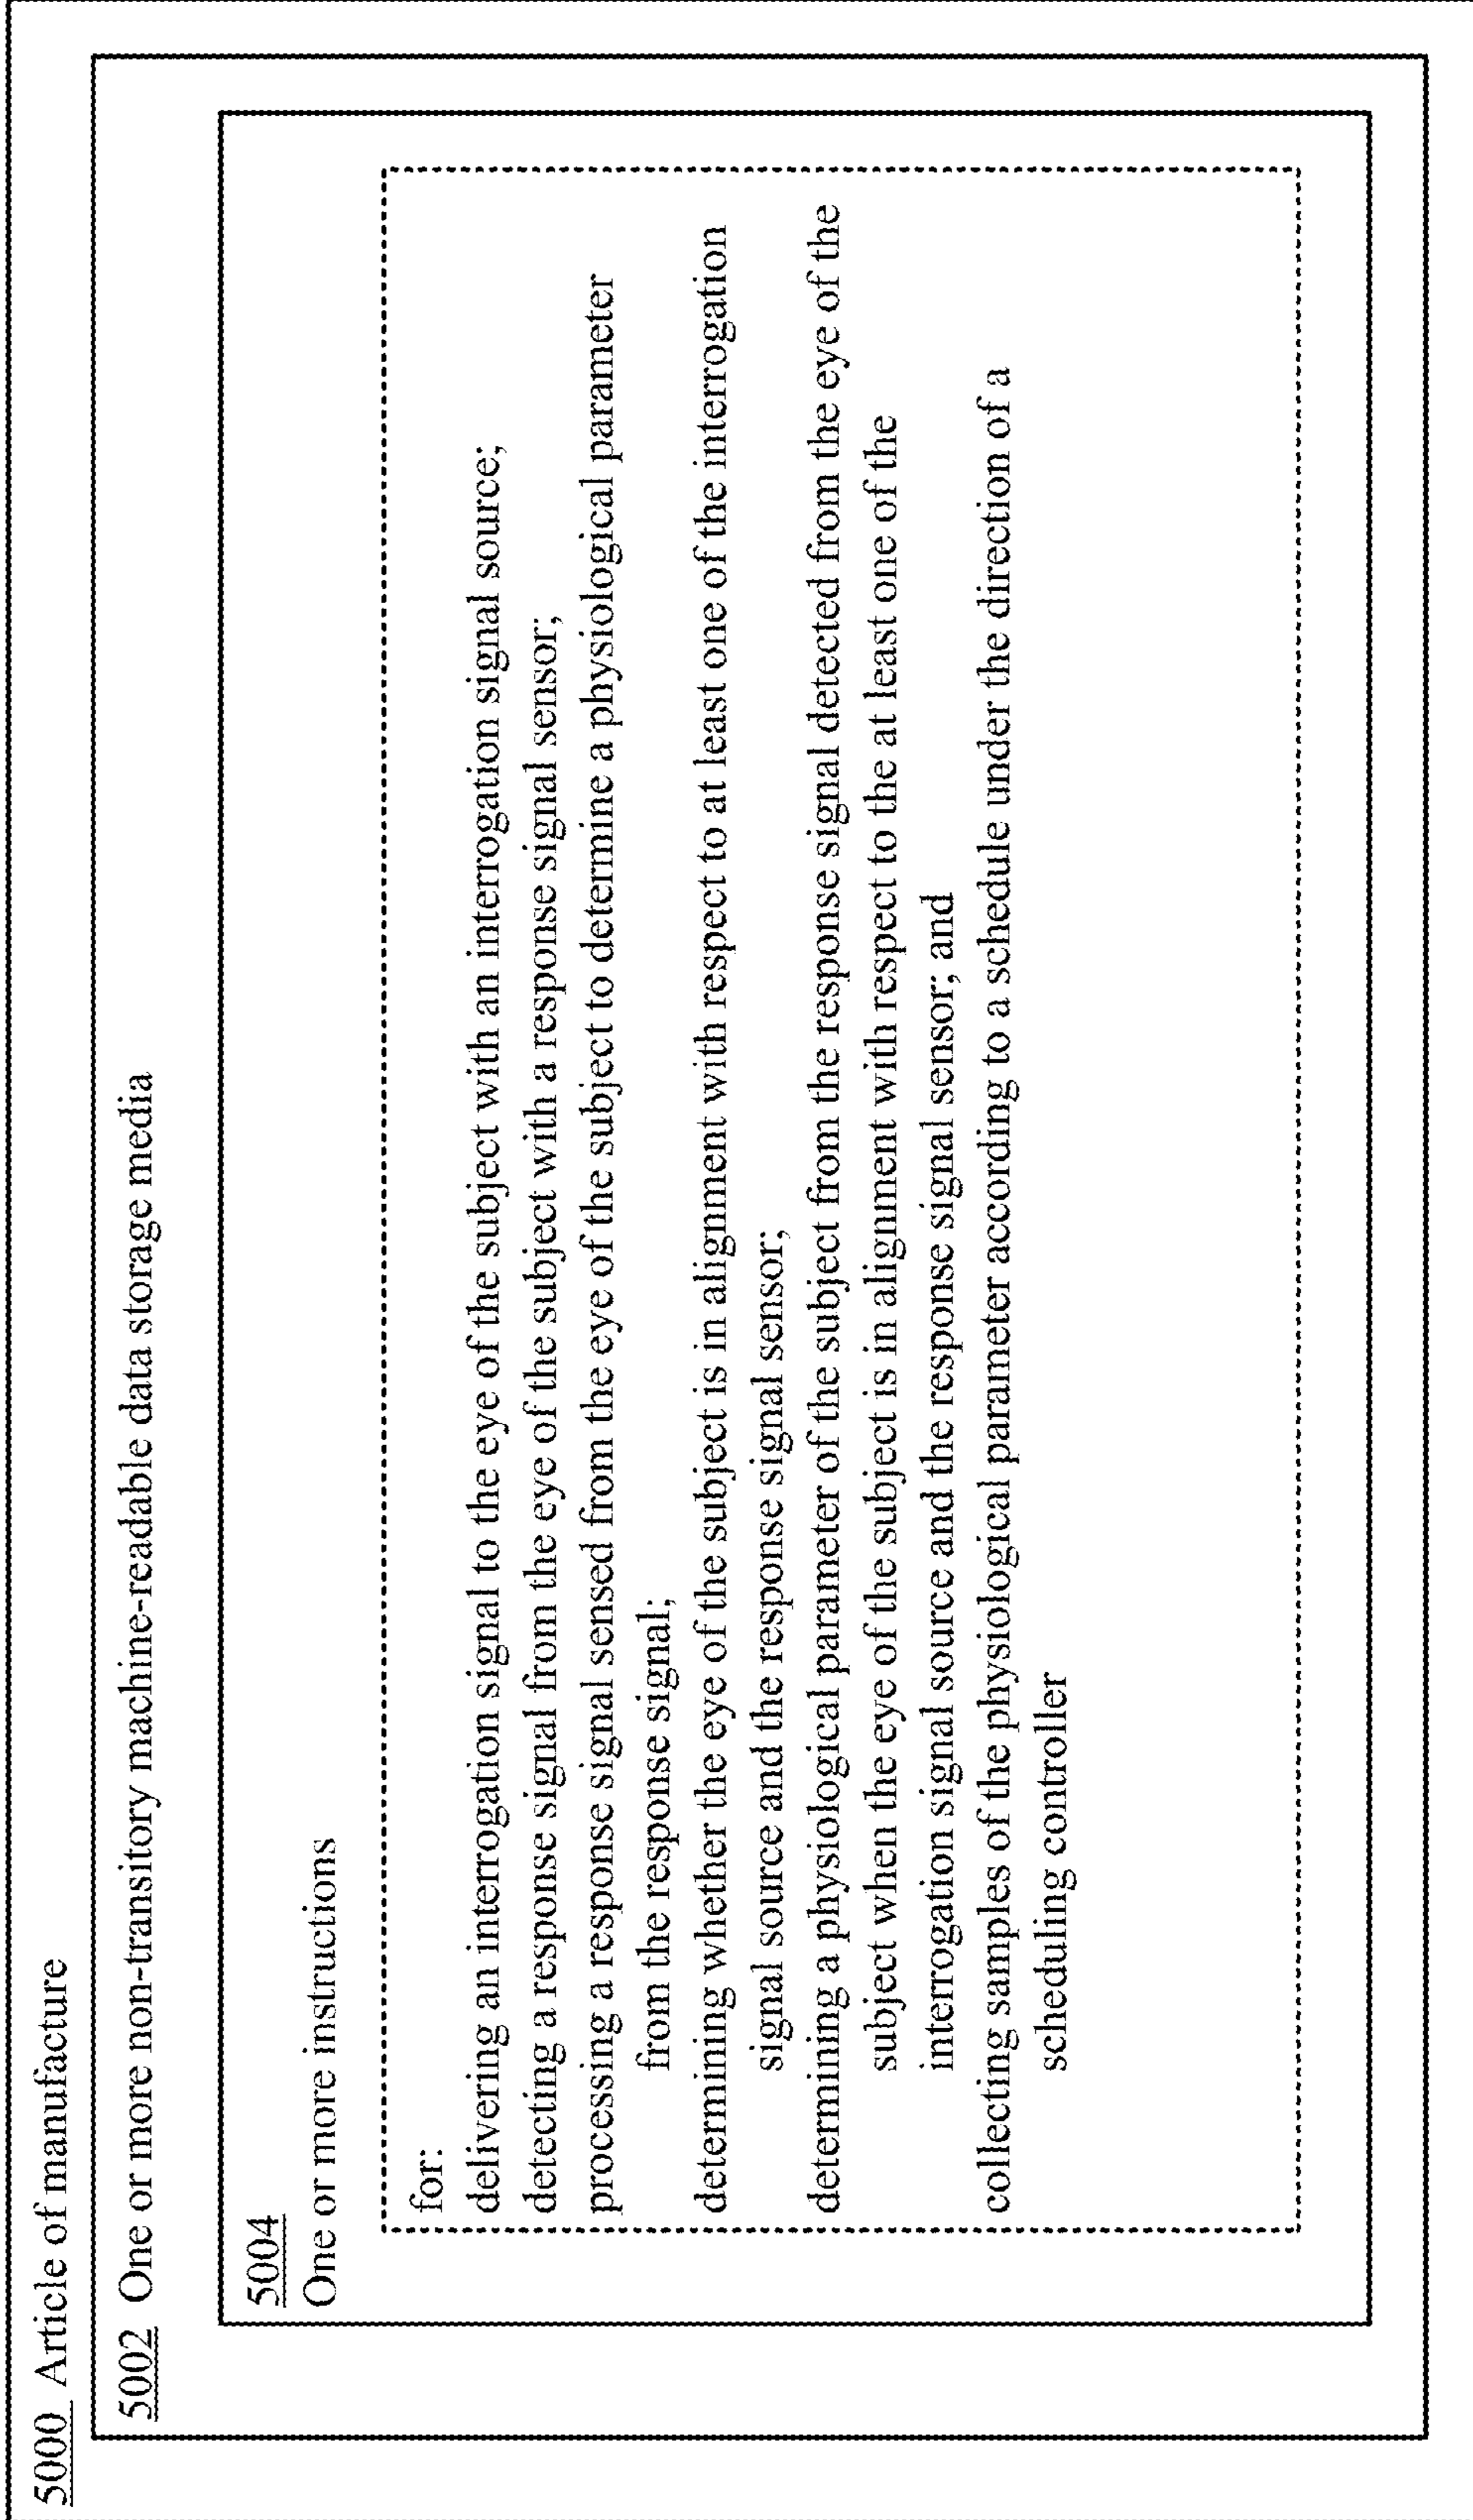 5000 Article of manufacture
5002 One or more non-transitory machine-readable data storage media
5004
One or more instructions
for:
delivering an interrogation signal to the eye of the subject with an interrogation signal source;
detecting a response signal from the eye of the subject with a response signal sensor;
processing a response signal sensed from the eye of the subject to determine a physiological parameter
from the response signal;
determining whether the eye of the subject is in alignment with respect to at least one of the interrogation
signal source and the response signal sensor;
determining a physiological parameter of the subject from the response signal detected from the eye of the
subject when the eye of the subject is in alignment with respect to the at least one of the
interrogation signal source and the response signal sensor; and
collecting samples of the physiological parameter according to a schedule under the direction of a
scheduling controller